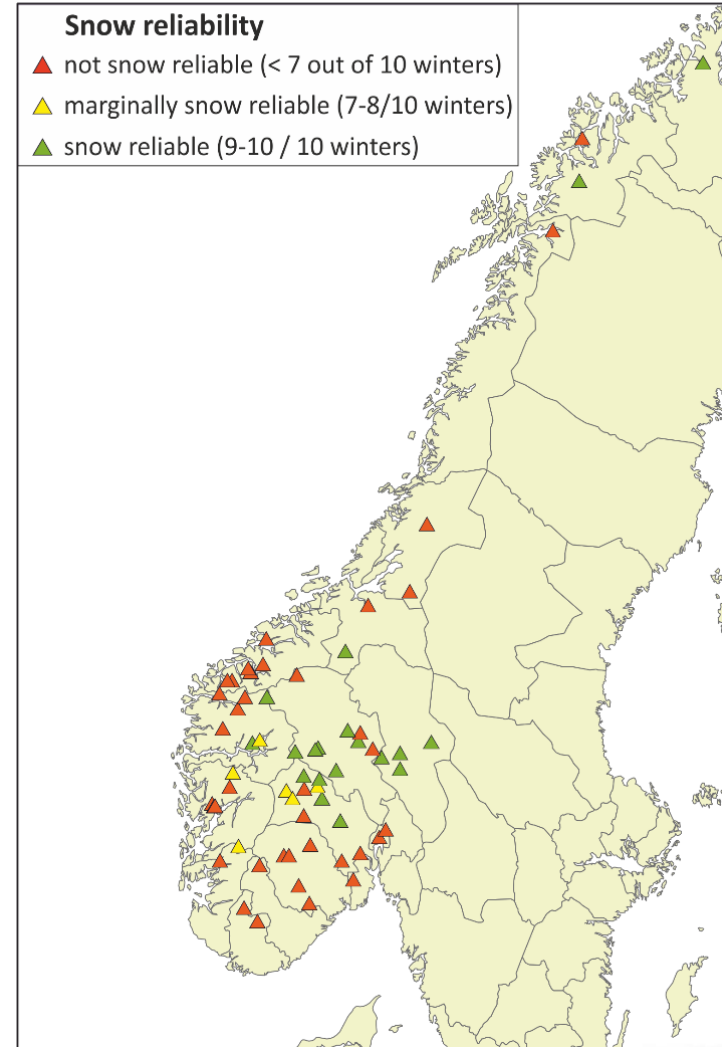 Snow reliability
not snow reliable (< 7 out of 10 winters)
marginally snow reliable (7-8/10 winters)
snow reliable (9-10 / 10 winters)